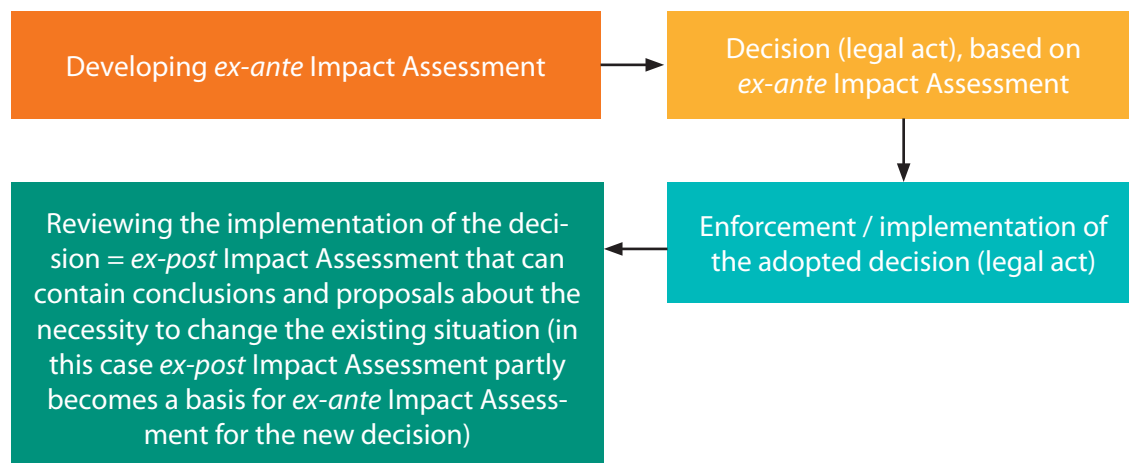 Developing ex-ante Impact Assessment
Decision (legal act), based on
ex-ante Impact Assessment
Enforcement / implementation of
the adopted decision (legal act)
Reviewing the implementation of the deci-
sion = ex-post Impact Assessment that can
contain conclusions and proposals about the
necessity to change the existing situation (in
this case ex-post Impact Assessment partly
becomes a basis for ex-ante Impact Assess-
ment for the new decision)